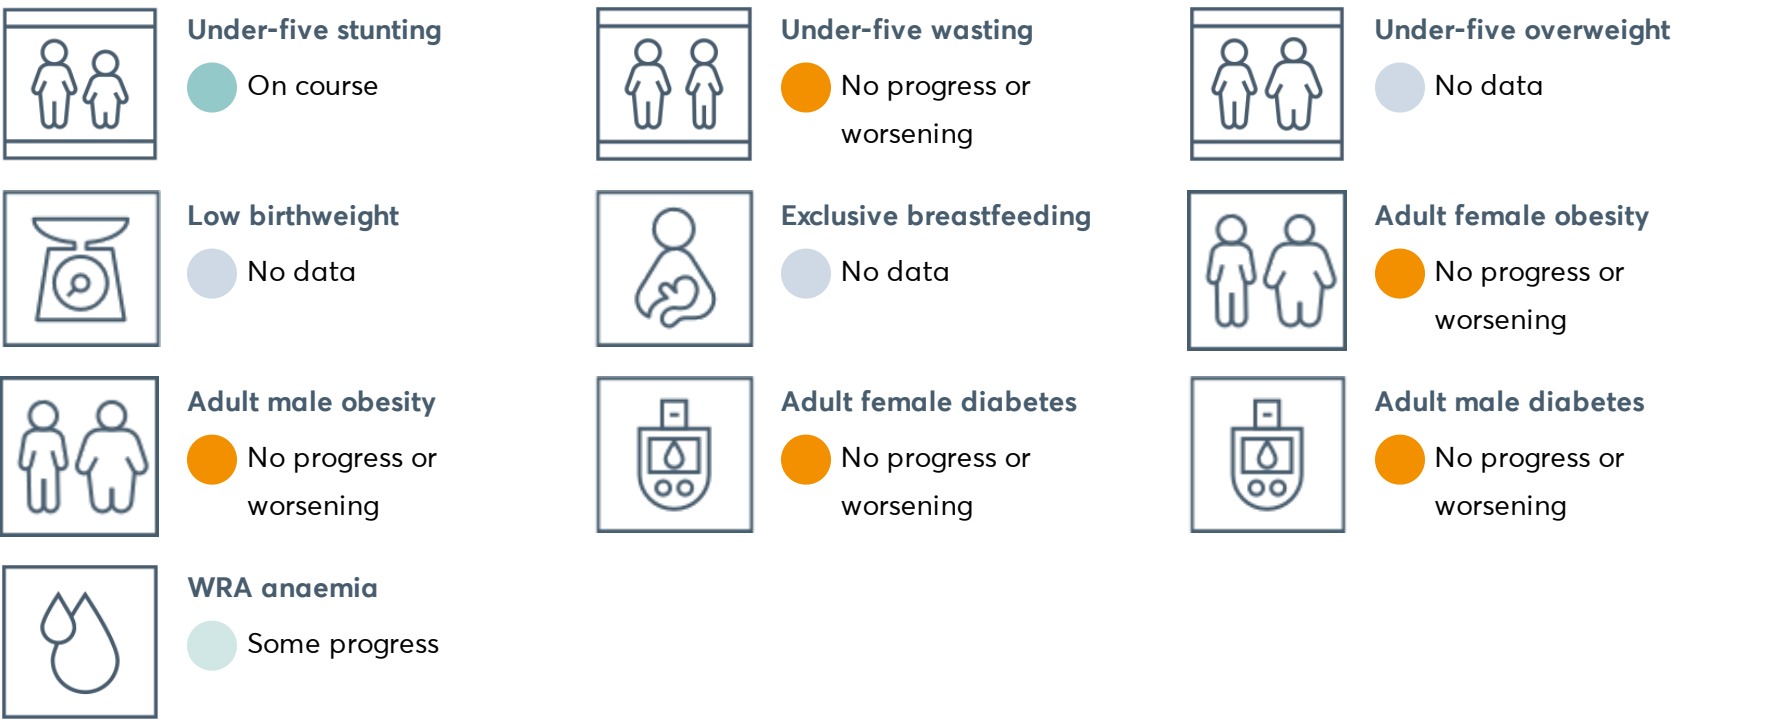 Under-five stunting
On course
Under-five wasting
No progress or
worsening
Under-five overweight
No data
Low birthweight
No data
Exclusive breastfeeding
No data
Adult female obesity
No progress or
worsening
Adult male obesity
No progress or
worsening
Adult female diabetes
No progress or
worsening
Adult male diabetes
No progress or
worsening
WRA anaemia
Some progress